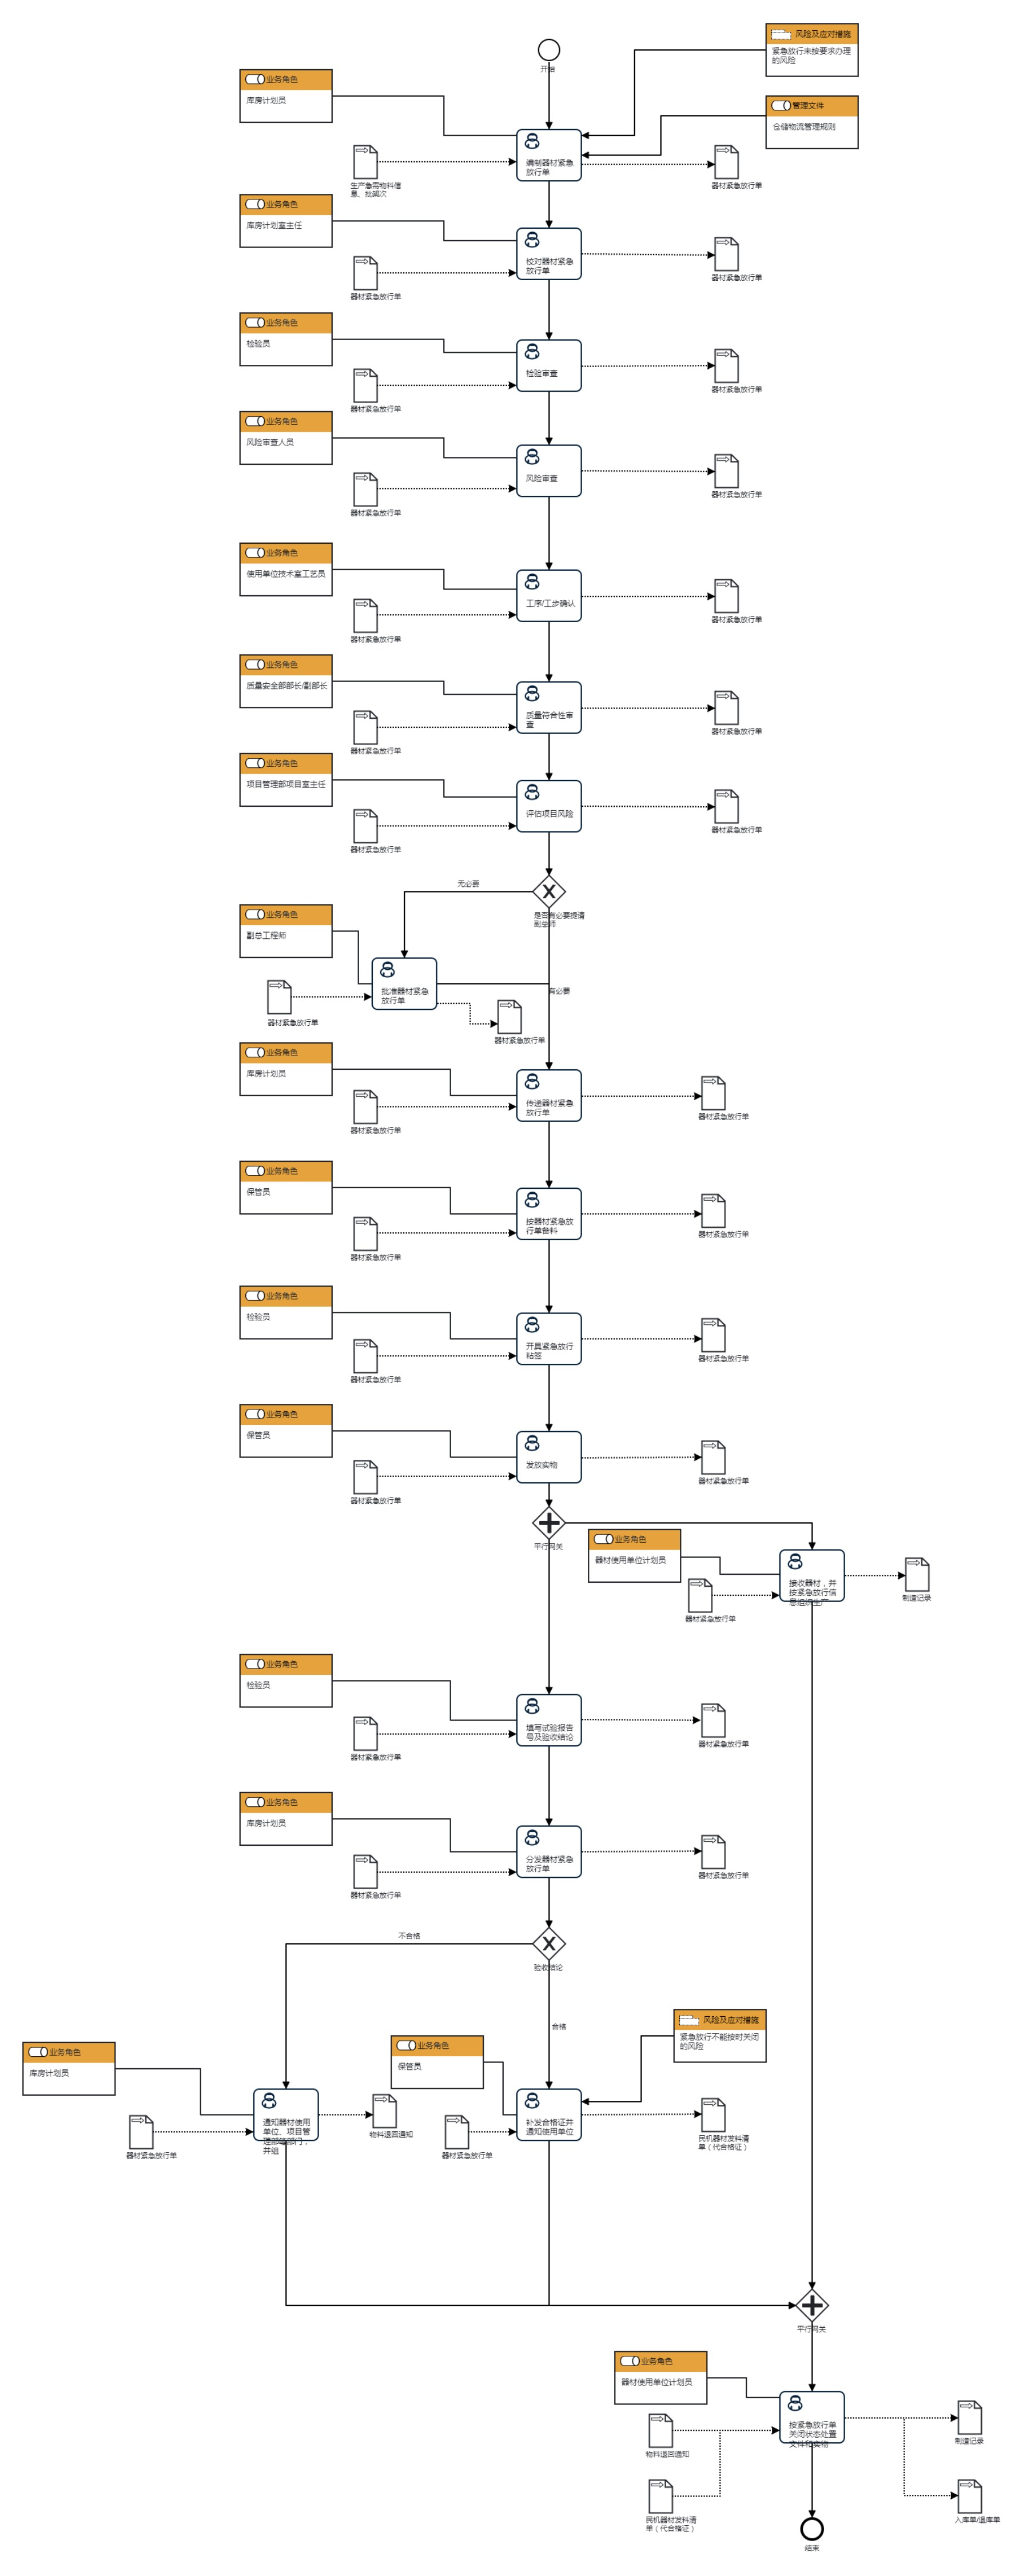 风险及应对措施
紧急放行未按要求办理
的风险
开始
业务角色
库房计划员
管理文件
仓储物流管理规则
编制器材紧急
放行单
生产急需物料信
息、批架次
器材紧急放行单
业务角色
库房计划室主任
校对器材紧急
放行单
器材紧急放行单
器材紧急放行单
业务角色
检验员
检验审查
器材紧急放行单
器材紧急放行单
业务角色
风险审查人员
风险审查
器材紧急放行单
器材紧急放行单
业务角色
使用单位技术室工艺员
工序/工步确认
器材紧急放行单
器材紧急放行单
业务角色
质量安全部部长/副部长
质量符合性审
查
器材紧急放行单
器材紧急放行单
业务角色
项目管理部项目室主任
评估项目风险
器材紧急放行单
器材紧急放行单
无必要
是否有必要提请
副总师
业务角色
副总工程师
批准器材紧急
放行单
有必要
器材紧急放行单
器材紧急放行单
业务角色
库房计划员
传递器材紧急
放行单
器材紧急放行单
器材紧急放行单
业务角色
保管员
按器材紧急放
行单备料
器材紧急放行单
器材紧急放行单
业务角色
检验员
开具紧急放行
粘签
器材紧急放行单
器材紧急放行单
业务角色
保管员
发放实物
器材紧急放行单
器材紧急放行单
平行网关
业务角色
器材使用单位计划员
接收器材，并
按紧急放行信
息组织生产
器材紧急放行单
制造记录
业务角色
检验员
填写试验报告
号及验收结论
器材紧急放行单
器材紧急放行单
业务角色
库房计划员
分发器材紧急
放行单
器材紧急放行单
器材紧急放行单
不合格
验收结论
合格
风险及应对措施
紧急放行不能按时关闭
的风险
业务角色
库房计划员
业务角色
保管员
通知器材使用
单位、项目管
理部等部门，
并组
补发合格证并
通知使用单位
器材紧急放行单
物料退回通知
器材紧急放行单
民机器材发料清
单（代合格证）
平行网关
业务角色
器材使用单位计划员
按紧急放行单
关闭状态处置
文件和实物
物料退回通知
制造记录
民机器材发料清
单（代合格证）
入库单/退库单
结束